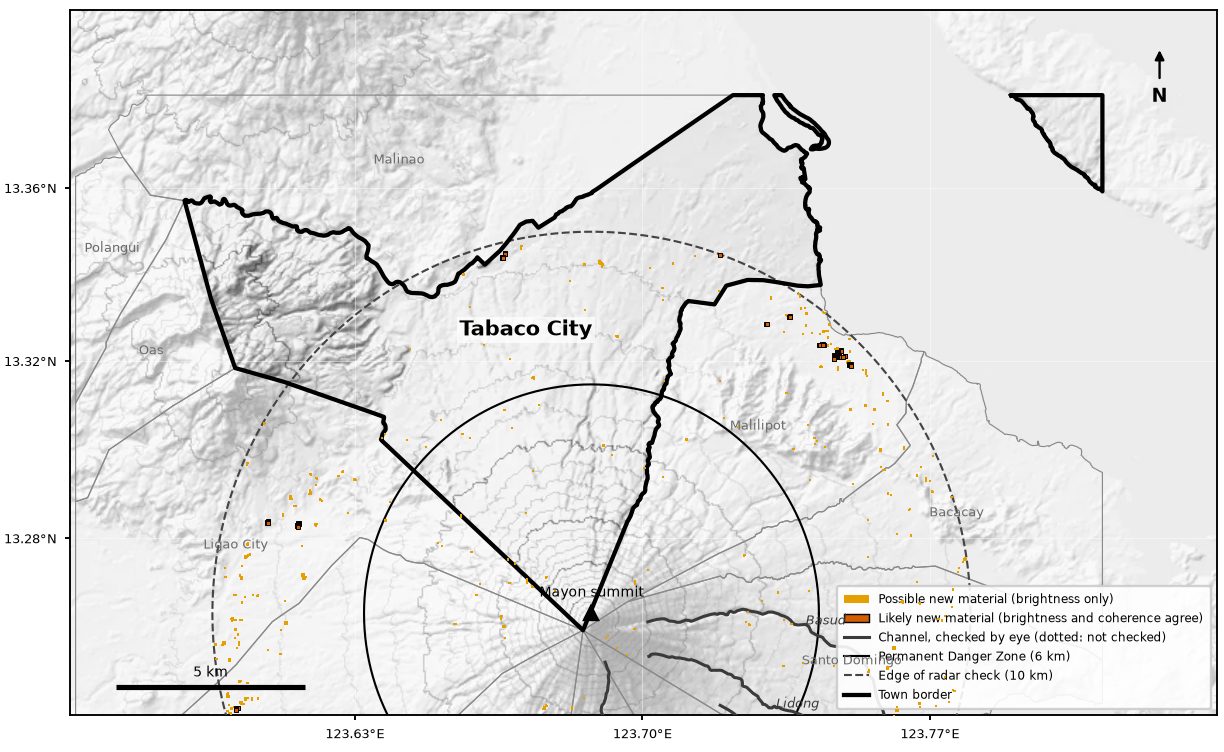 N
Malinao
13.36°N
Polangui
Tabaco City
Oas
13.32°N
Malilipot
Bacacay
13.28°N
Ligao City
Mayon summit
Possible new material (brightness only)
Likely new material (brightness and coherence agree)
Basud
Channel, checked by eye (dotted: not checked)
Permanent Danger Zone (6 km)
Santo Domingo
5 km
Edge of radar check (10 km)
Town border
Lidong
123.63°E
123.70°E
123.77°E